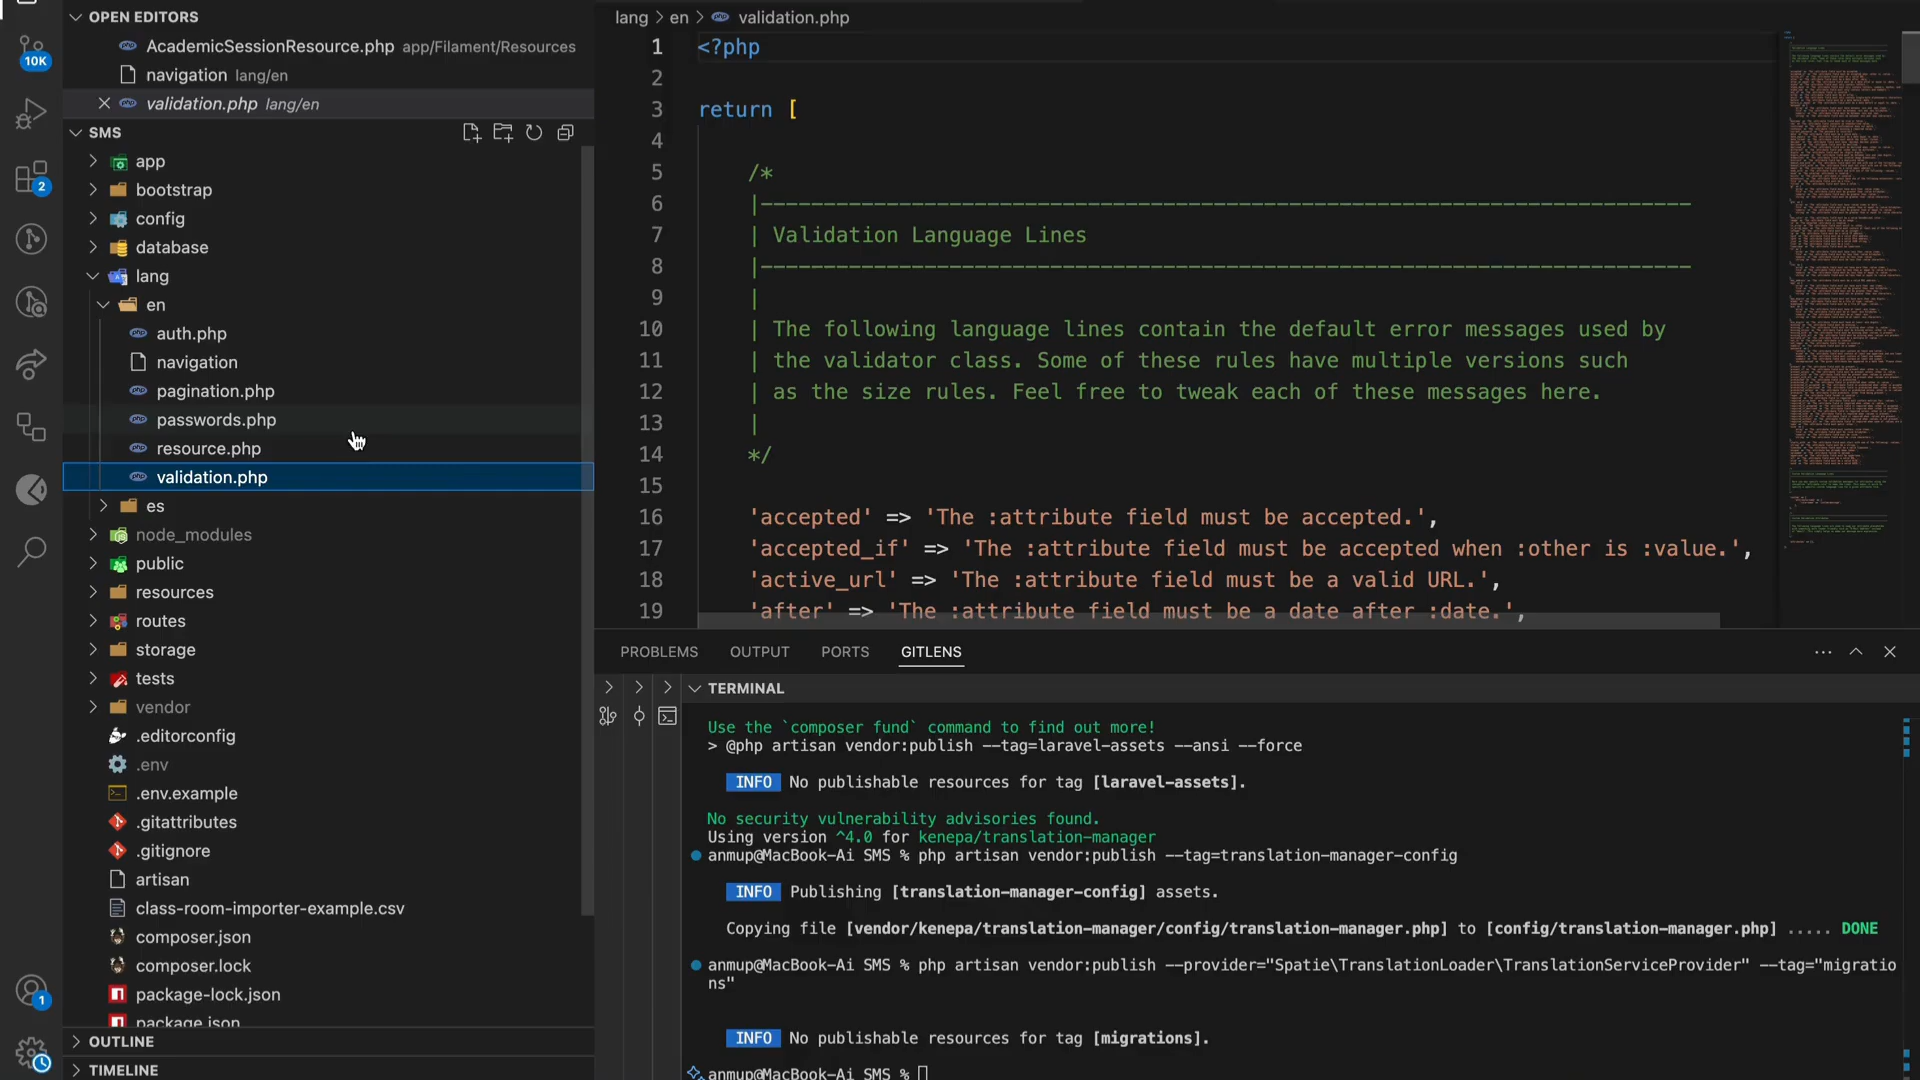 OPEN EDITORS
AcademicSessionResource.php app/Filament/Resources
navigation lang/en
validation.php lang/en
SMS
app
bootstrap
config
database
lang
en
auth.php
navigation
pagination.php
passwords.php
resource.php
validation.php
es
node_modules
public
resources
routes
storage
tests
vendor
.editorconfig
.env
.env.example
.gitattributes
.gitignore
artisan
class-room-importer-example.csv
composer.json
composer.lock
package-lock.json
package.json
OUTLINE
TIMELINE
10K
2
1
lang > en > validation.php
1 <?php
2
3 return [
4
5 /*
6 |--------------------------------------------------------------------------
7 | Validation Language Lines
8 |--------------------------------------------------------------------------
9 |
10 | The following language lines contain the default error messages used by
11 | the validator class. Some of these rules have multiple versions such
12 | as the size rules. Feel free to tweak each of these messages here.
13 |
14 */
15
16 'accepted' => 'The :attribute field must be accepted.',
17 'accepted_if' => 'The :attribute field must be accepted when :other is :value.',
18 'active_url' => 'The :attribute field must be a valid URL.',
19 'after' => 'The :attribute field must be a date after :date.',
PROBLEMS OUTPUT PORTS GITLENS
TERMINAL
Use the `composer fund` command to find out more!
> @php artisan vendor:publish --tag=laravel-assets --ansi --force
INFO No publishable resources for tag [laravel-assets].
No security vulnerability advisories found.
Using version ^4.0 for kenepa/translation-manager
anmup@MacBook-Ai SMS % php artisan vendor:publish --tag=translation-manager-config
INFO Publishing [translation-manager-config] assets.
Copying file [vendor/kenepa/translation-manager/config/translation-manager.php] to [config/translation-manager.php] ..... DONE
anmup@MacBook-Ai SMS % php artisan vendor:publish --provider="Spatie\TranslationLoader\TranslationServiceProvider" --tag="migratio
ns"
INFO No publishable resources for tag [migrations].
anmup@MacBook-Ai SMS %